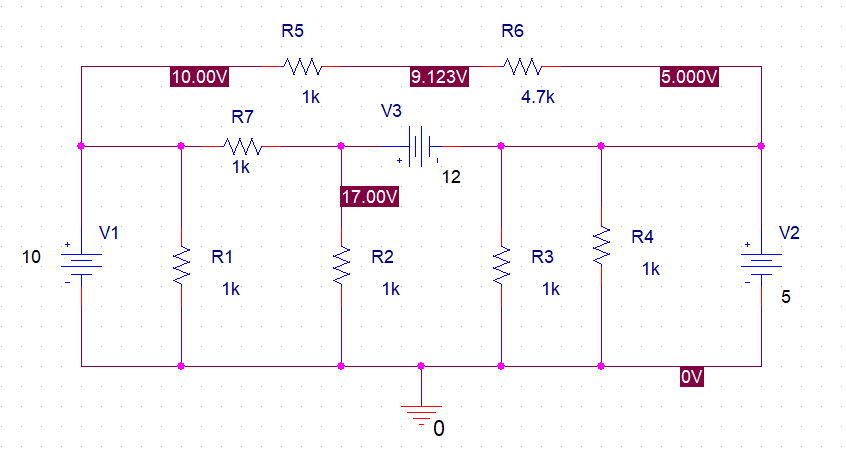 R5 R6
10.00V 9.123V 5.000V
1k 4.7k
V3
R7
1k
+ -
12
17.00V
+ V1 + V2
10 R1 R2 R3 R4
1k
- 1k 1k 1k - 5
0V
0